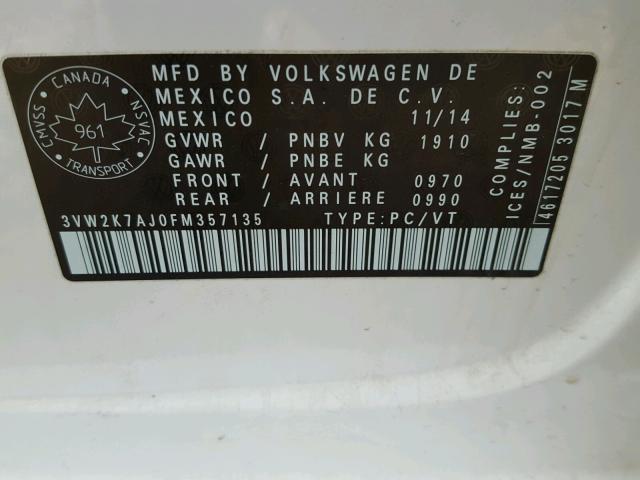 CANADA
CMVSS NSVAC
961
TRANSPORT
MFD BY VOLKSWAGEN DE
MEXICO S.A. DE C.V.
MEXICO 11/14
GVWR / PNBV KG 1910
GAWR / PNBE KG
FRONT / AVANT 0970
REAR / ARRIERE 0990
3VW2K7AJ0FM357135 TYPE:PC/VT
COMPLIES:
ICES/NMB-002
4617205 3017 M